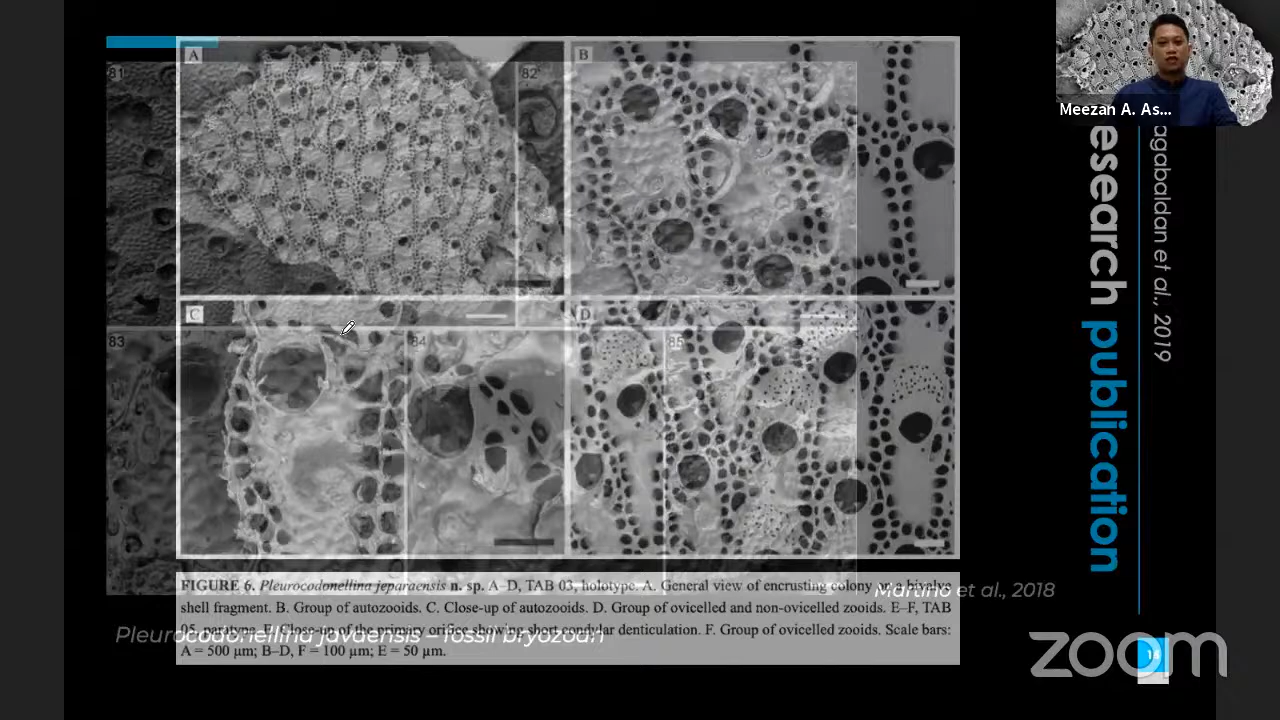 A
B
81
82
C
D
83
84
85
FIGURE 6. Pleurocodonellina jeparaensis n. sp. A–D, TAB 03, holotype. A. General view of encrusting colony on a bivalve
shell fragment. B. Group of autozooids. C. Close-up of autozooids. D. Group of ovicelled and non-ovicelled zooids. E–F, TAB
05, paratype. E. Close-up of the primary orifice showing short condylar denticulation. F. Group of ovicelled zooids. Scale bars:
A = 500 µm; B–D, F = 100 µm; E = 50 µm.
Martino et al., 2018
Pleurocodonellina javaensis – fossil bryozoan
esearch publication
agabaldan et al., 2019
Meezan A. As...
zoom